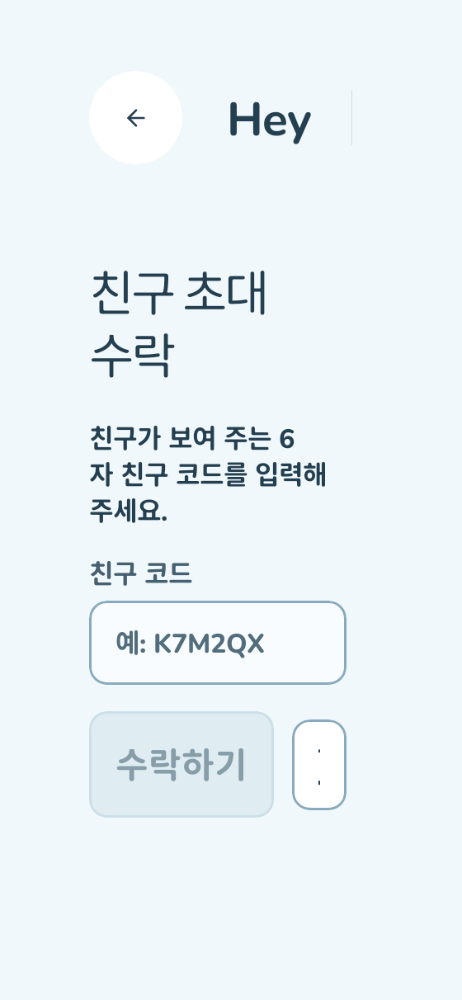 Hey
친구 초대
수락
친구가 보여 주는 6
자 친구 코드를 입력해
주세요.
친구 코드
예: K7M2QX
수락하기